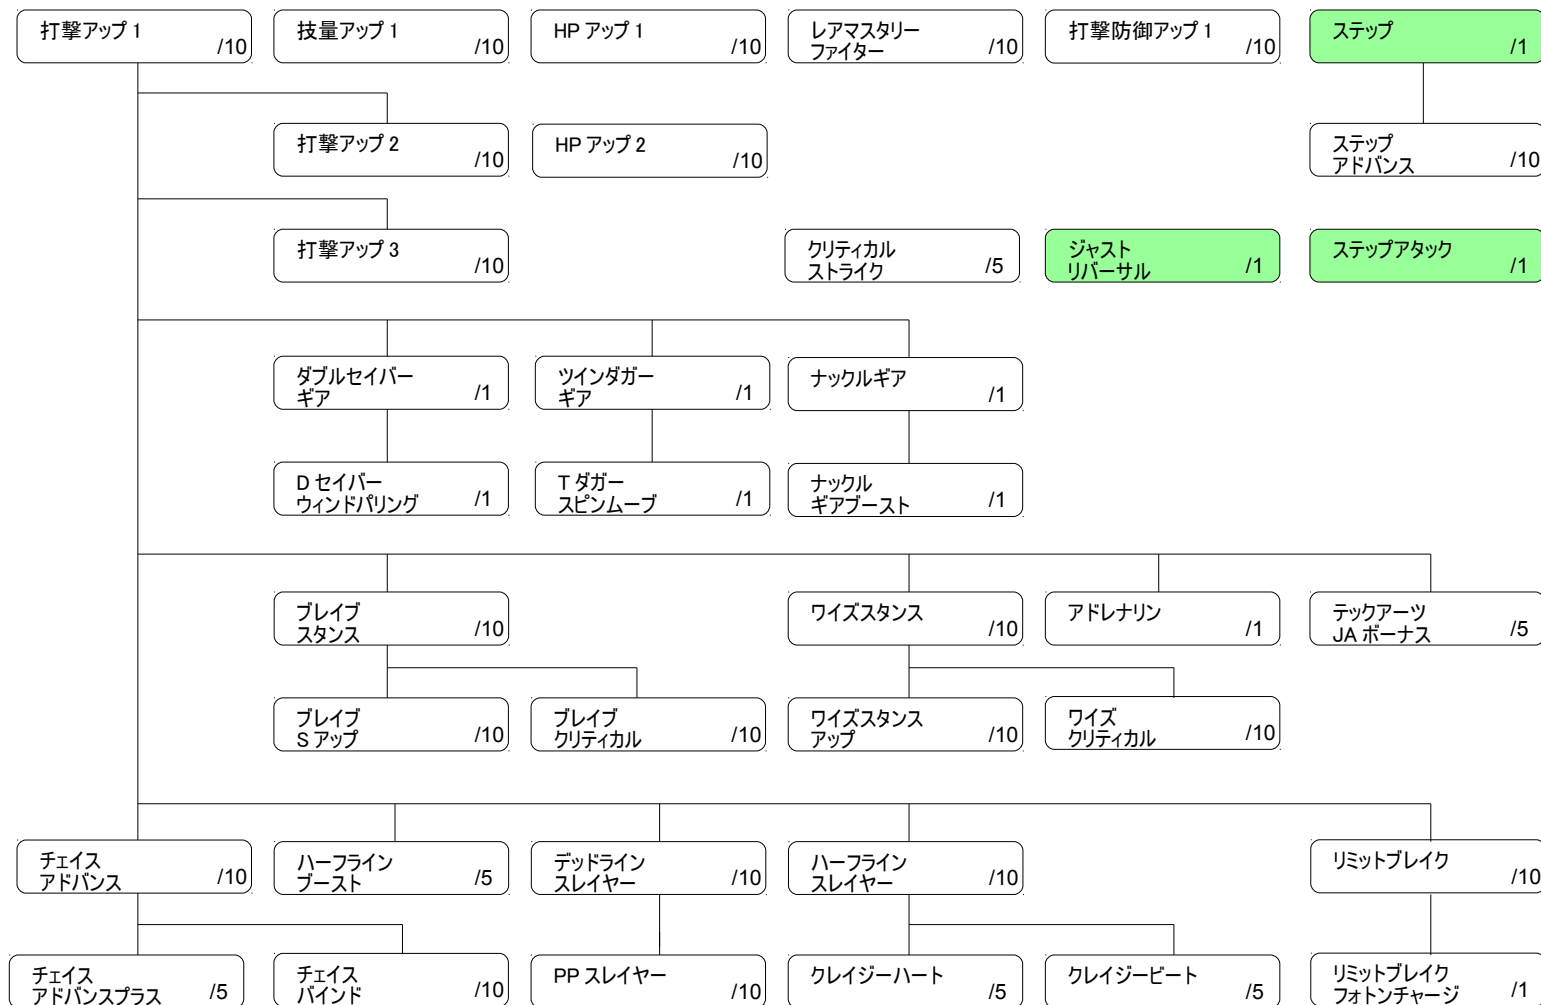 打撃アップ 1
/10
技量アップ 1
/10
HP アップ 1
/10
レアマスタリー
ファイター
/10
打撃防御アップ 1
/10
ステップ
/1
打撃アップ 2
/10
HP アップ 2
/10
ステップ
アドバンス
/10
打撃アップ 3
/10
クリティカル
ストライク
/5
ジャスト
リバーサル
/1
ステップアタック
/1
ダブルセイバー
ギア
/1
ツインダガー
ギア
/1
ナックルギア
/1
D セイバー
ウィンドパリング
/1
T ダガー
スピンムーブ
/1
ナックル
ギアブースト
/1
ブレイブ
スタンス
/10
ワイズスタンス
/10
アドレナリン
/1
テックアーツ
JA ボーナス
/5
ブレイブ
S アップ
/10
ブレイブ
クリティカル
/10
ワイズスタンス
アップ
/10
ワイズ
クリティカル
/10
チェイス
アドバンス
/10
ハーフライン
ブースト
/5
デッドライン
スレイヤー
/10
ハーフライン
スレイヤー
/10
リミットブレイク
/10
チェイス
アドバンスプラス
/5
チェイス
バインド
/10
PP スレイヤー
/10
クレイジーハート
/5
クレイジービート
/5
リミットブレイク
フォトンチャージ
/1